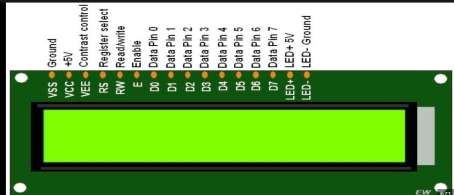 Ground
+5V
Contrast control
Register select
Read/write
Enable
Data Pin 0
Data Pin 1
Data Pin 2
Data Pin 3
Data Pin 4
Data Pin 5
Data Pin 6
Data Pin 7
LED+ 5V
LED- Ground
VSS
VCC
VEE
RS
RW
E
D0
D1
D2
D3
D4
D5
D6
D7
LED+
LED-
EW